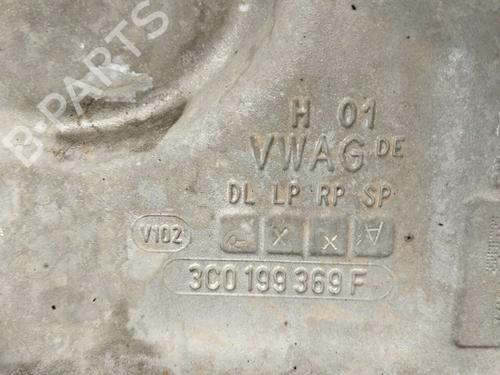 B-PARTS
H 01
VWAG DE
DL LP RP SP
V102 X X
3C0 199 369 F